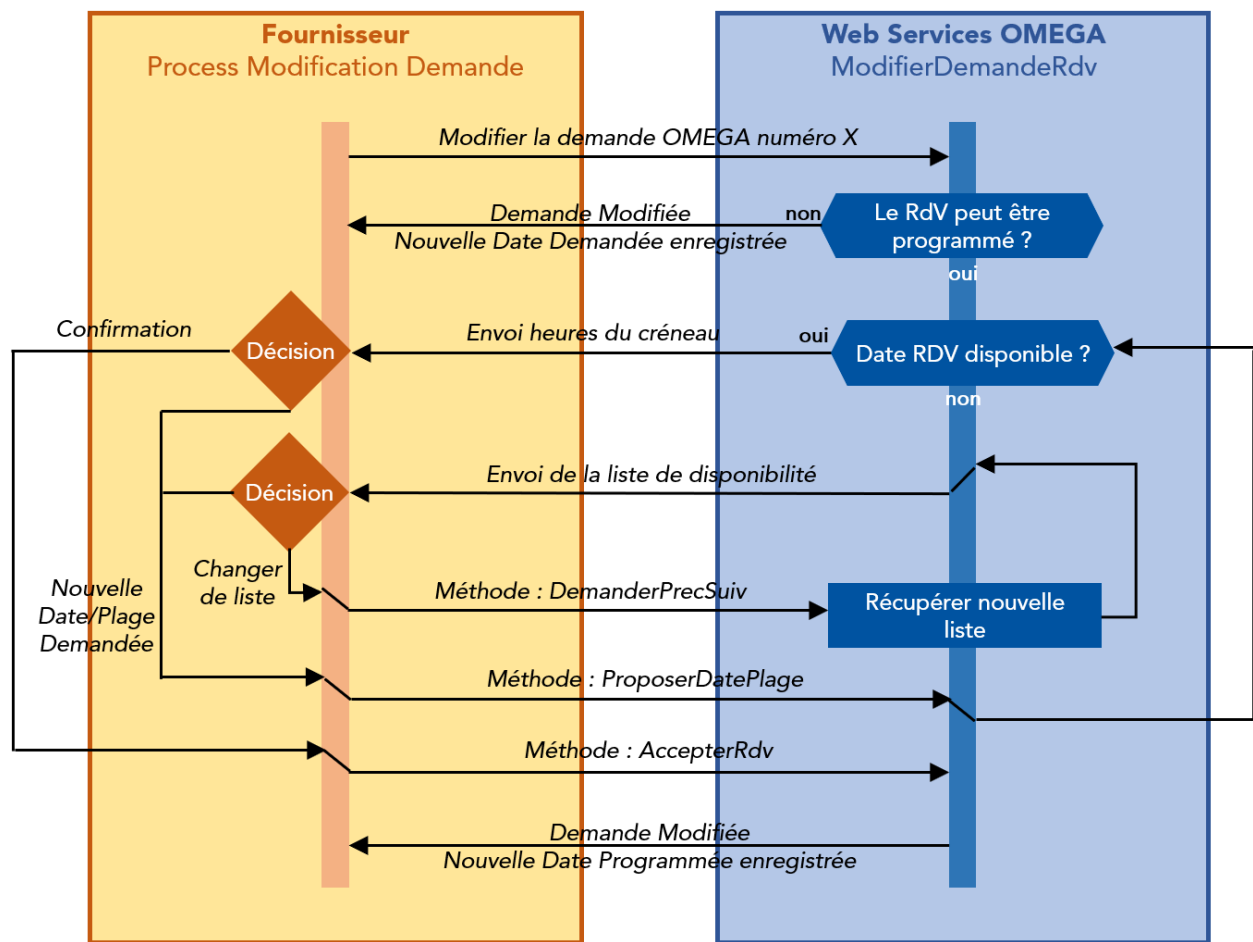 Fournisseur
Process Modification Demande
Web Services OMEGA
ModifierDemandeRdv
Modifier la demande OMEGA numéro X
Demande Modifiée
Nouvelle Date Demandée enregistrée
non
Le RdV peut être
programmé ?
oui
Confirmation
Décision
Envoi heures du créneau
oui
Date RDV disponible ?
non
Décision
Envoi de la liste de disponibilité
Changer
de liste
Méthode : DemanderPrecSuiv
Récupérer nouvelle
liste
Nouvelle
Date/Plage
Demandée
Méthode : ProposerDatePlage
Méthode : AccepterRdv
Demande Modifiée
Nouvelle Date Programmée enregistrée